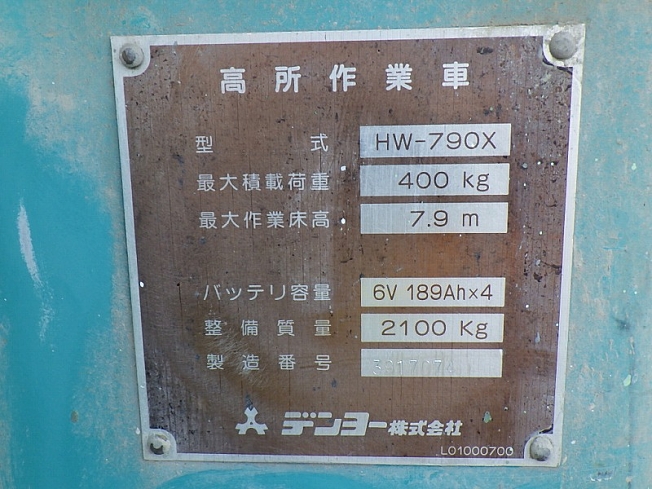 高所作業車
型式 HW-790X
最大積載荷重 400 kg
最大作業床高 7.9 m
バッテリ容量 6V 189Ah×4
整備質量 2100 Kg
製造番号
デンヨー株式会社
L01000700